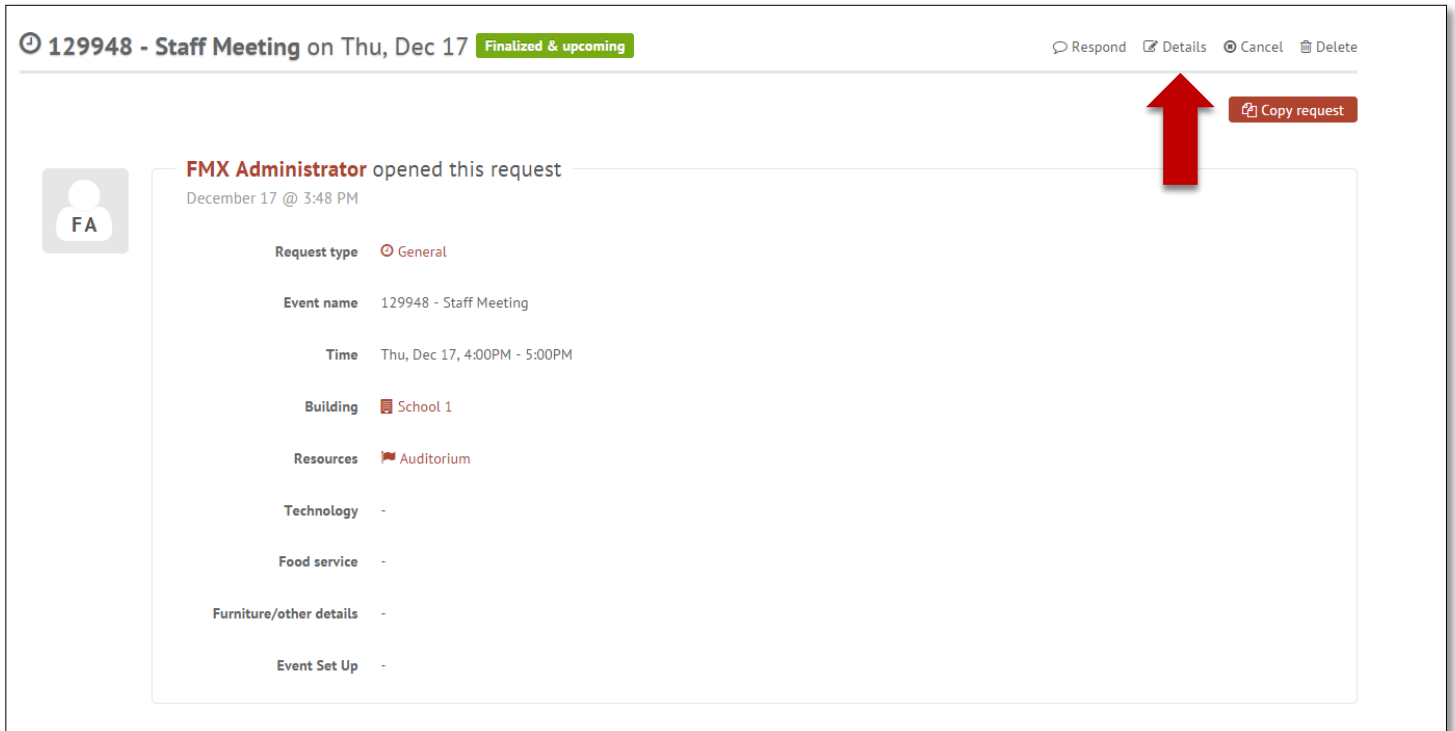 129948 - Staff Meeting on Thu, Dec 17 Finalized & upcoming Respond Details Cancel Delete
Copy request
FMX Administrator opened this request
December 17 @ 3:48 PM
FA
Request type General
Event name 129948 - Staff Meeting
Time Thu, Dec 17, 4:00PM - 5:00PM
Building School 1
Resources Auditorium
Technology -
Food service -
Furniture/other details -
Event Set Up -